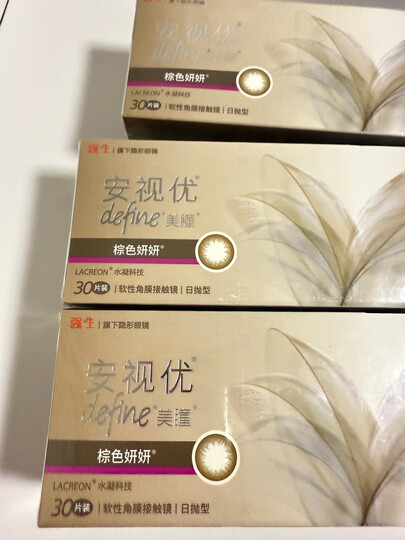 安视优®
define®
棕色妍妍®
LACREON®水凝科技
30片装 | 软性角膜接触镜 | 日抛型
强生 | 旗下隐形眼镜
安视优®
define®美瞳®
棕色妍妍®
LACREON®水凝科技
30片装 | 软性角膜接触镜 | 日抛型
强生 | 旗下隐形眼镜
安视优®
define®美瞳®
棕色妍妍®
LACREON®水凝科技
30片装 | 软性角膜接触镜 | 日抛型